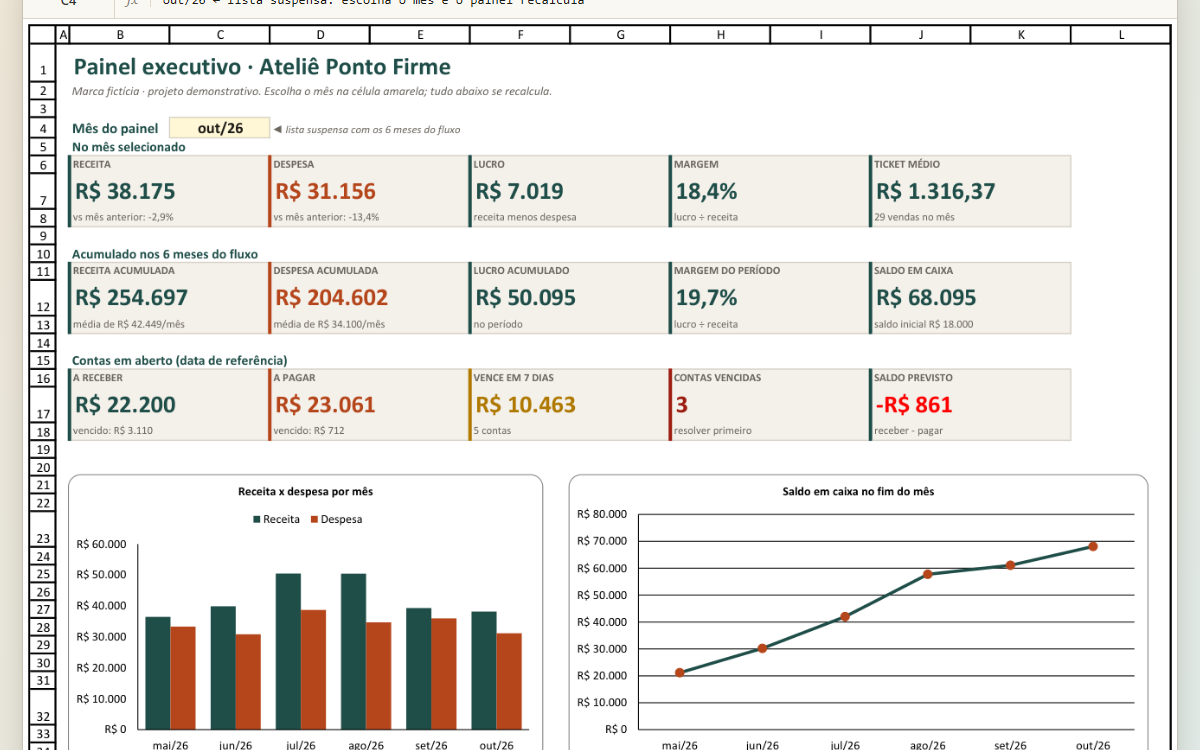 C4 fx out/26 ← lista suspensa: escolha o mês e o painel recalcula
A B C D E F G H I J K L
1 Painel executivo · Ateliê Ponto Firme
2 Marca fictícia · projeto demonstrativo. Escolha o mês na célula amarela; tudo abaixo se recalcula.
3
4 Mês do painel out/26 ◄ lista suspensa com os 6 meses do fluxo
5 No mês selecionado
6 RECEITA DESPESA LUCRO MARGEM TICKET MÉDIO
7 R$ 38.175 R$ 31.156 R$ 7.019 18,4% R$ 1.316,37
8 vs mês anterior: -2,9% vs mês anterior: -13,4% receita menos despesa lucro ÷ receita 29 vendas no mês
9
10 Acumulado nos 6 meses do fluxo
11 RECEITA ACUMULADA DESPESA ACUMULADA LUCRO ACUMULADO MARGEM DO PERÍODO SALDO EM CAIXA
12 R$ 254.697 R$ 204.602 R$ 50.095 19,7% R$ 68.095
13 média de R$ 42.449/mês média de R$ 34.100/mês no período lucro ÷ receita saldo inicial R$ 18.000
14
15 Contas em aberto (data de referência)
16 A RECEBER A PAGAR VENCE EM 7 DIAS CONTAS VENCIDAS SALDO PREVISTO
17 R$ 22.200 R$ 23.061 R$ 10.463 3 -R$ 861
18 vencido: R$ 3.110 vencido: R$ 712 5 contas resolver primeiro receber - pagar
19
20
21
22
23
24
25
26
27
28
29
30
31
32
33
34
Receita x despesa por mês
Receita Despesa
R$ 60.000
R$ 50.000
R$ 40.000
R$ 30.000
R$ 20.000
R$ 10.000
R$ 0
mai/26 jun/26 jul/26 ago/26 set/26 out/26
Saldo em caixa no fim do mês
R$ 80.000
R$ 70.000
R$ 60.000
R$ 50.000
R$ 40.000
R$ 30.000
R$ 20.000
R$ 10.000
R$ 0
mai/26 jun/26 jul/26 ago/26 set/26 out/26